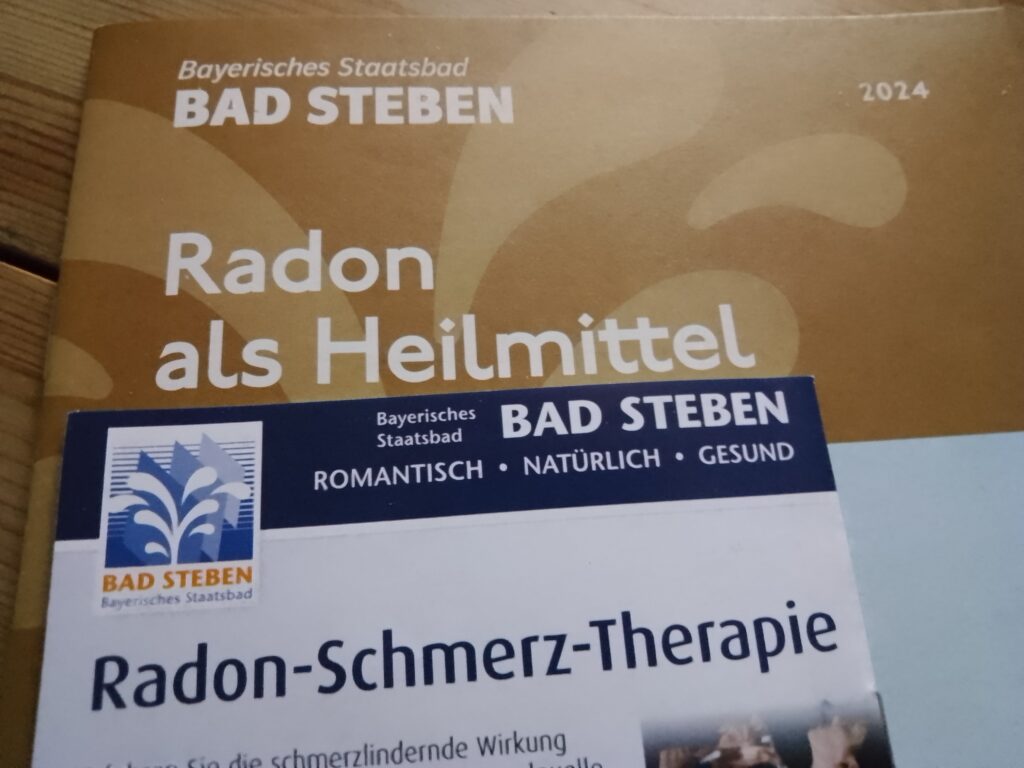 Bayerisches Staatsbad
BAD STEBEN
2024
Radon
als Heilmittel
Bayerisches
Staatsbad
BAD STEBEN
ROMANTISCH • NATÜRLICH • GESUND
BAD STEBEN
Bayerisches Staatsbad
Radon-Schmerz-Therapie
Sie die schmerzlindernde Wirkung